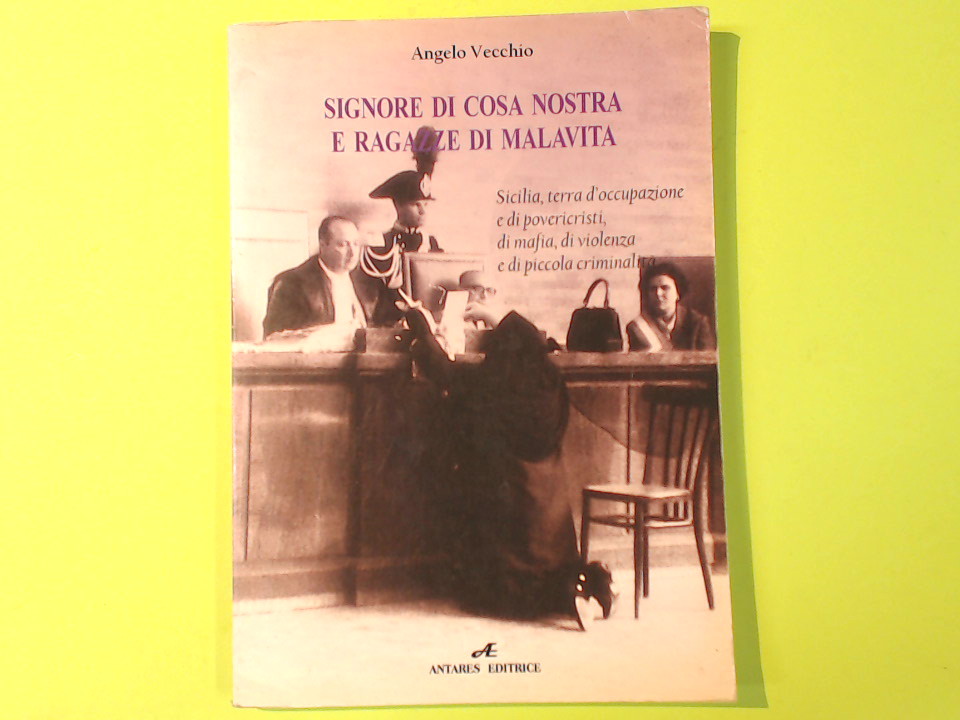 Angelo Vecchio
SIGNORE DI COSA NOSTRA
E RAGAZZE DI MALAVITA
Sicilia, terra d'occupazione
e di povericristi,
di mafia, di violenza
e di piccola criminalità
Æ
ANTARES EDITRICE